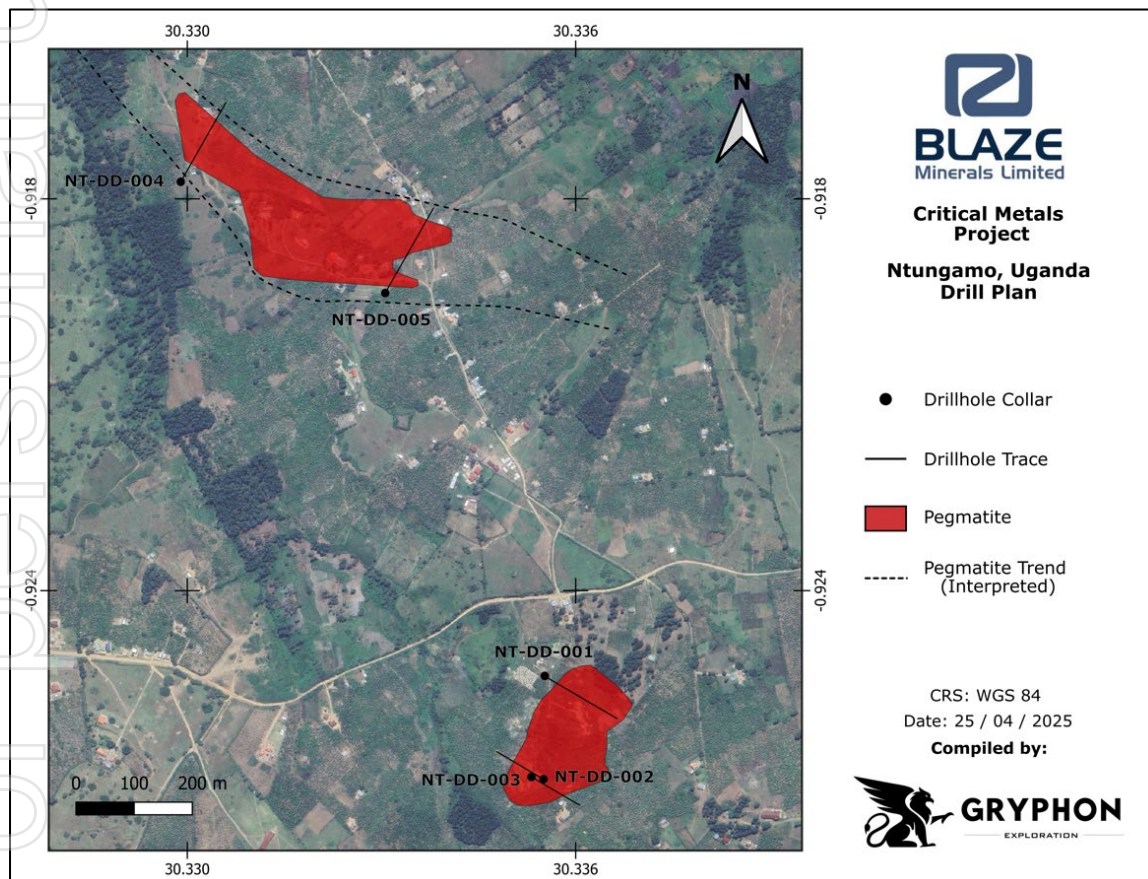 30.330
30.336
N
-0.918
-0.918
NT-DD-004
NT-DD-005
-0.924
-0.924
NT-DD-001
NT-DD-003
NT-DD-002
0
100
200 m
30.330
30.336
BLAZE
Minerals Limited
Critical Metals
Project
Ntungamo, Uganda
Drill Plan
Drillhole Collar
Drillhole Trace
Pegmatite
Pegmatite Trend
(Interpreted)
CRS: WGS 84
Date: 25 / 04 / 2025
Compiled by:
GRYPHON
EXPLORATION